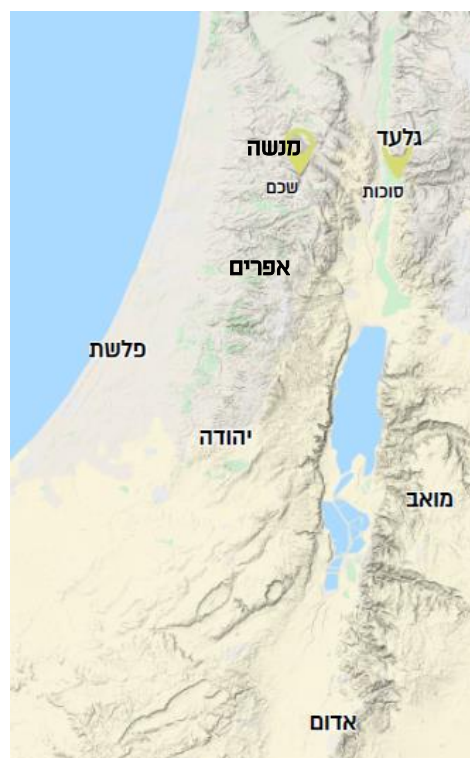 גלעד
מנשה
סוכות
שכם
אפרים
פלשת
יהודה
מואב
אדום